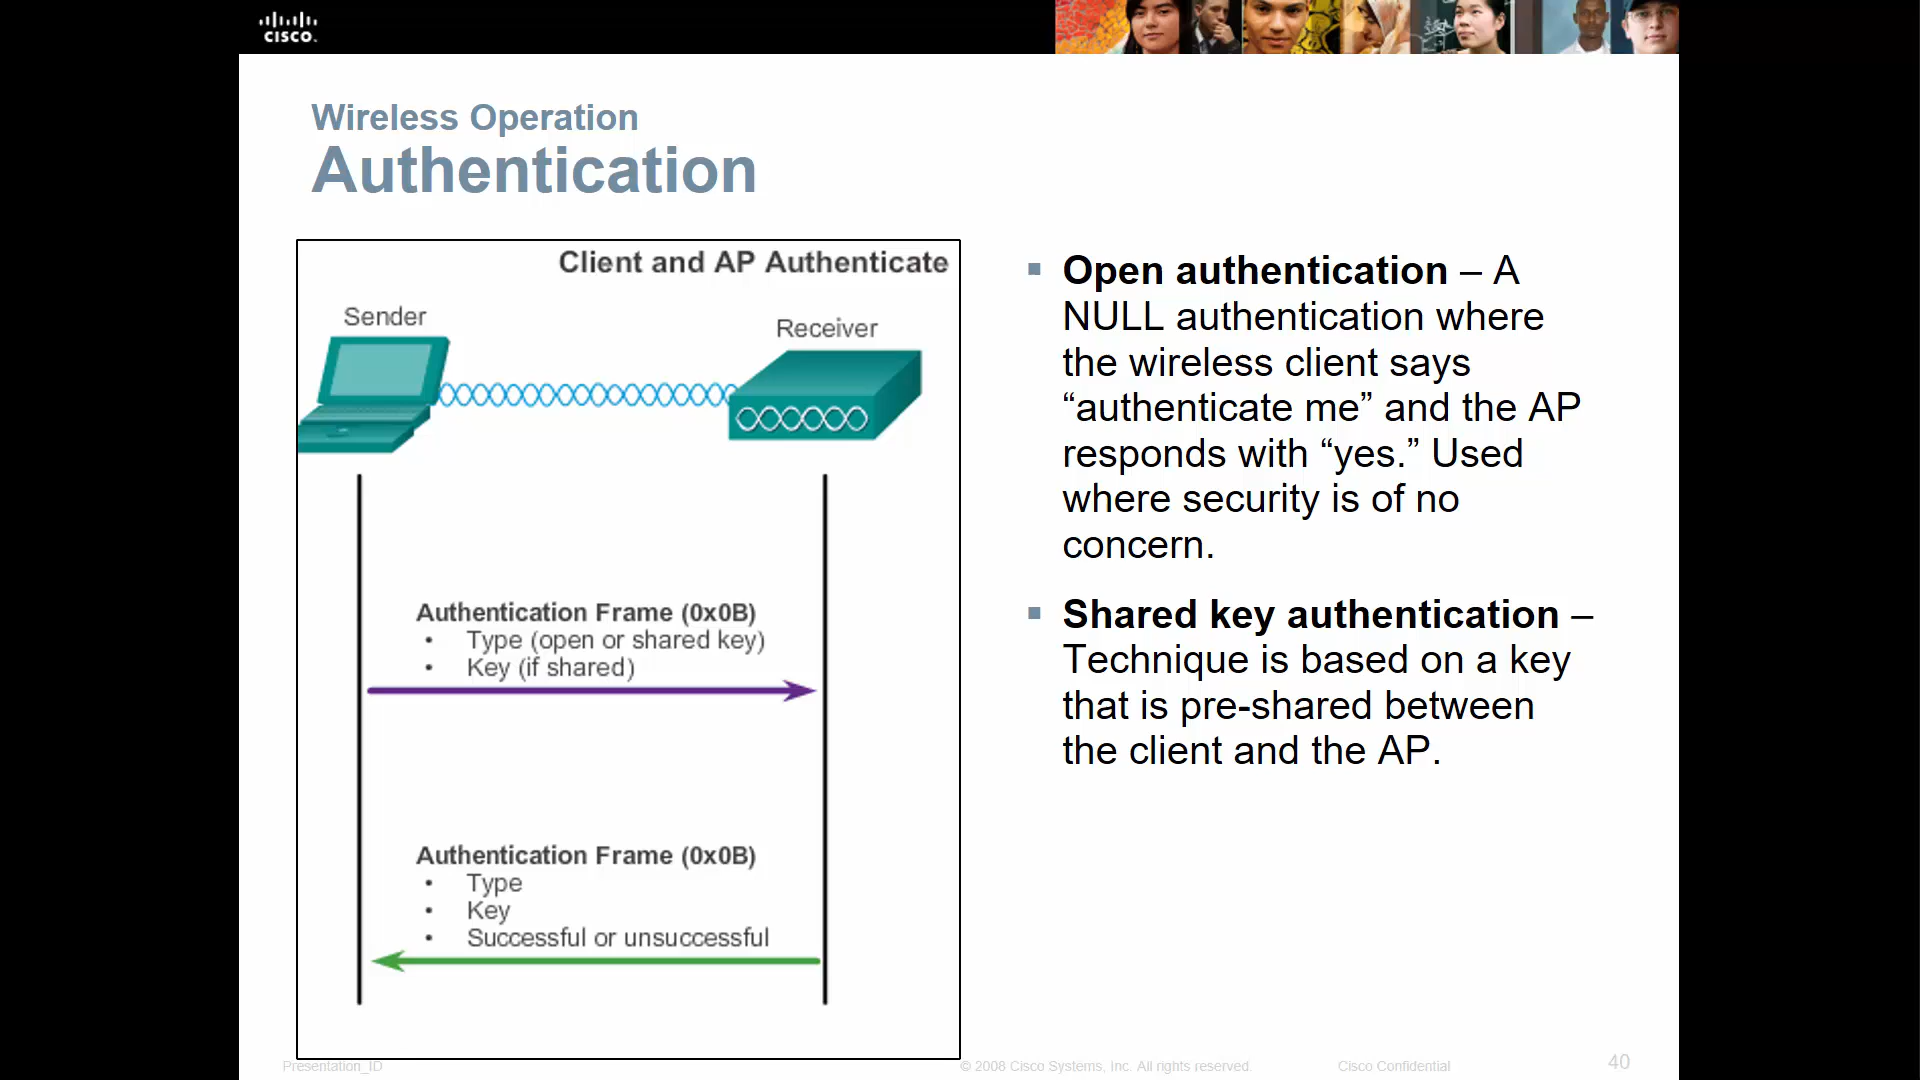 CISCO.
Wireless Operation
Authentication
Client and AP Authenticate
Sender
Receiver
Authentication Frame (0x0B)
• Type (open or shared key)
• Key (if shared)
Authentication Frame (0x0B)
• Type
• Key
• Successful or unsuccessful
▪ Open authentication – A
NULL authentication where
the wireless client says
“authenticate me” and the AP
responds with “yes.” Used
where security is of no
concern.
▪ Shared key authentication –
Technique is based on a key
that is pre-shared between
the client and the AP.
Presentation_ID
© 2008 Cisco Systems, Inc. All rights reserved.
Cisco Confidential
40